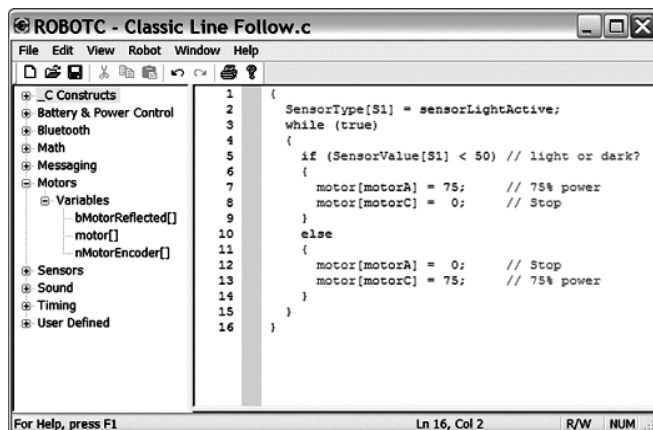 ROBOTC - Classic Line Follow.c
File Edit View Robot Window Help
_C Constructs
Battery & Power Control
Bluetooth
Math
Messaging
Motors
Variables
bMotorReflected[]
motor[]
nMotorEncoder[]
Sensors
Sound
Timing
User Defined
1 {
2 SensorType[S1] = sensorLightActive;
3 while (true)
4 {
5 if (SensorValue[S1] < 50) // light or dark?
6 {
7 motor[motorA] = 75; // 75% power
8 motor[motorC] = 0; // Stop
9 }
10 else
11 {
12 motor[motorA] = 0; // Stop
13 motor[motorC] = 75; // 75% power
14 }
15 }
16 }
For Help, press F1 Ln 16, Col 2 R/W NUM